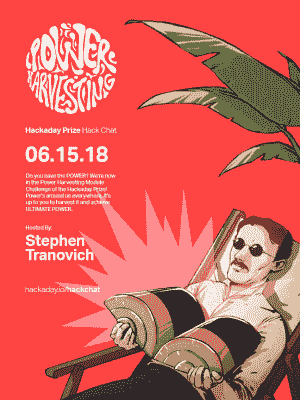 POWER
HARVESTING
Hackaday Prize Hack Chat
06.15.18
Do you have the POWER? We're now
in the Power Harvesting Module
Challenge of the Hackaday Prize!
Power's around us everywhere. It's
up to you to harvest it and achieve
ULTIMATE POWER.
Hosted by:
Stephen
Tranovich
hackaday.io/hackchat